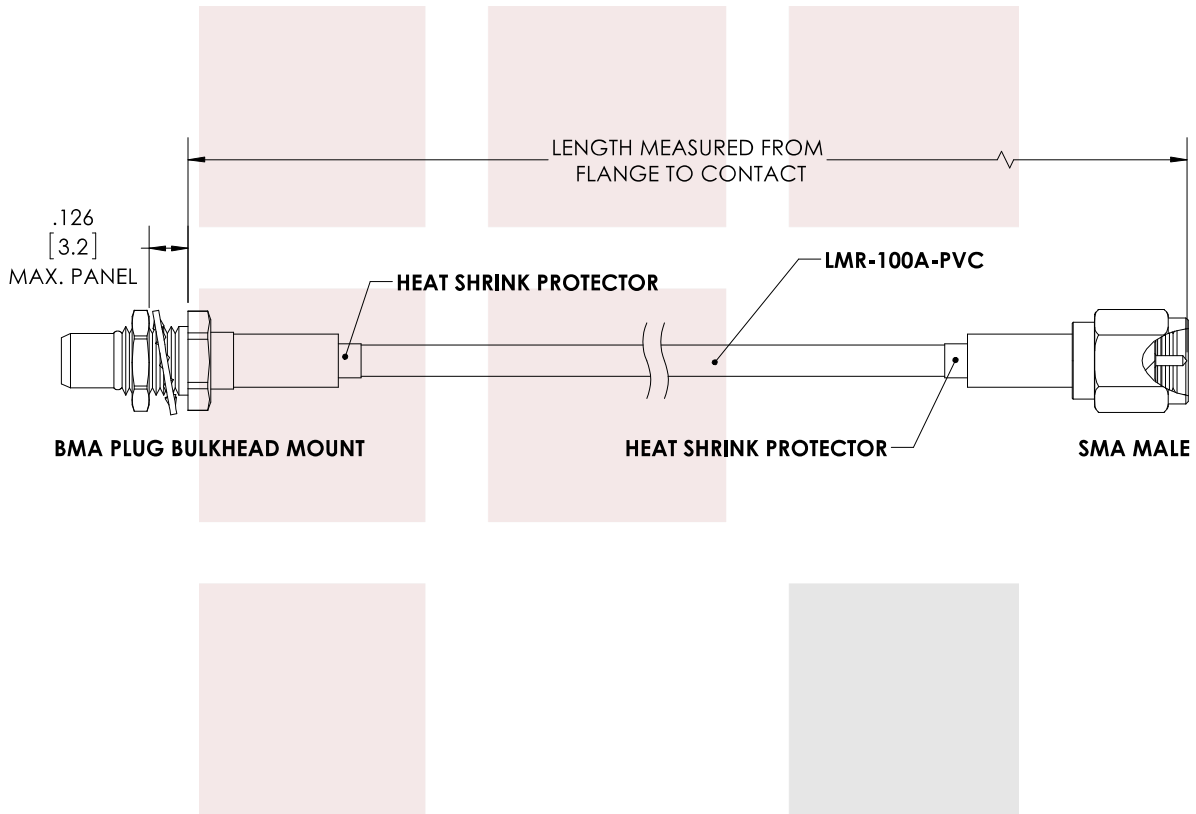 LENGTH MEASURED FROM
FLANGE TO CONTACT
.126
[3.2]
MAX. PANEL
LMR-100A-PVC
HEAT SHRINK PROTECTOR
BMA PLUG BULKHEAD MOUNT
HEAT SHRINK PROTECTOR
SMA MALE